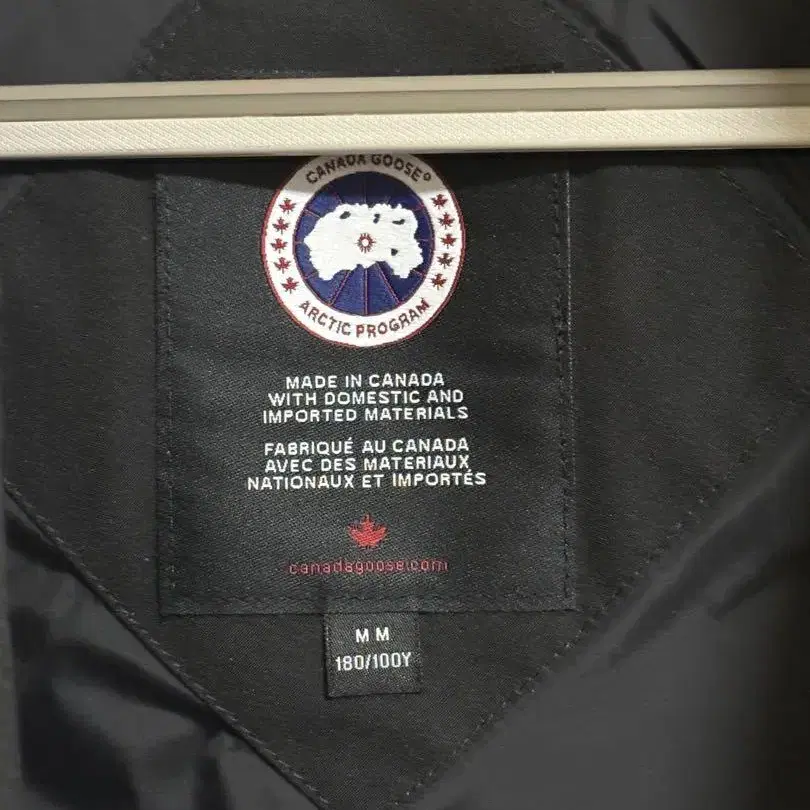 CANADA GOOSE®
ARCTIC PROGRAM
MADE IN CANADA
WITH DOMESTIC AND
IMPORTED MATERIALS
FABRIQUÉ AU CANADA
AVEC DES MATERIAUX
NATIONAUX ET IMPORTÉS
canadagoose.com
M M
180/100Y